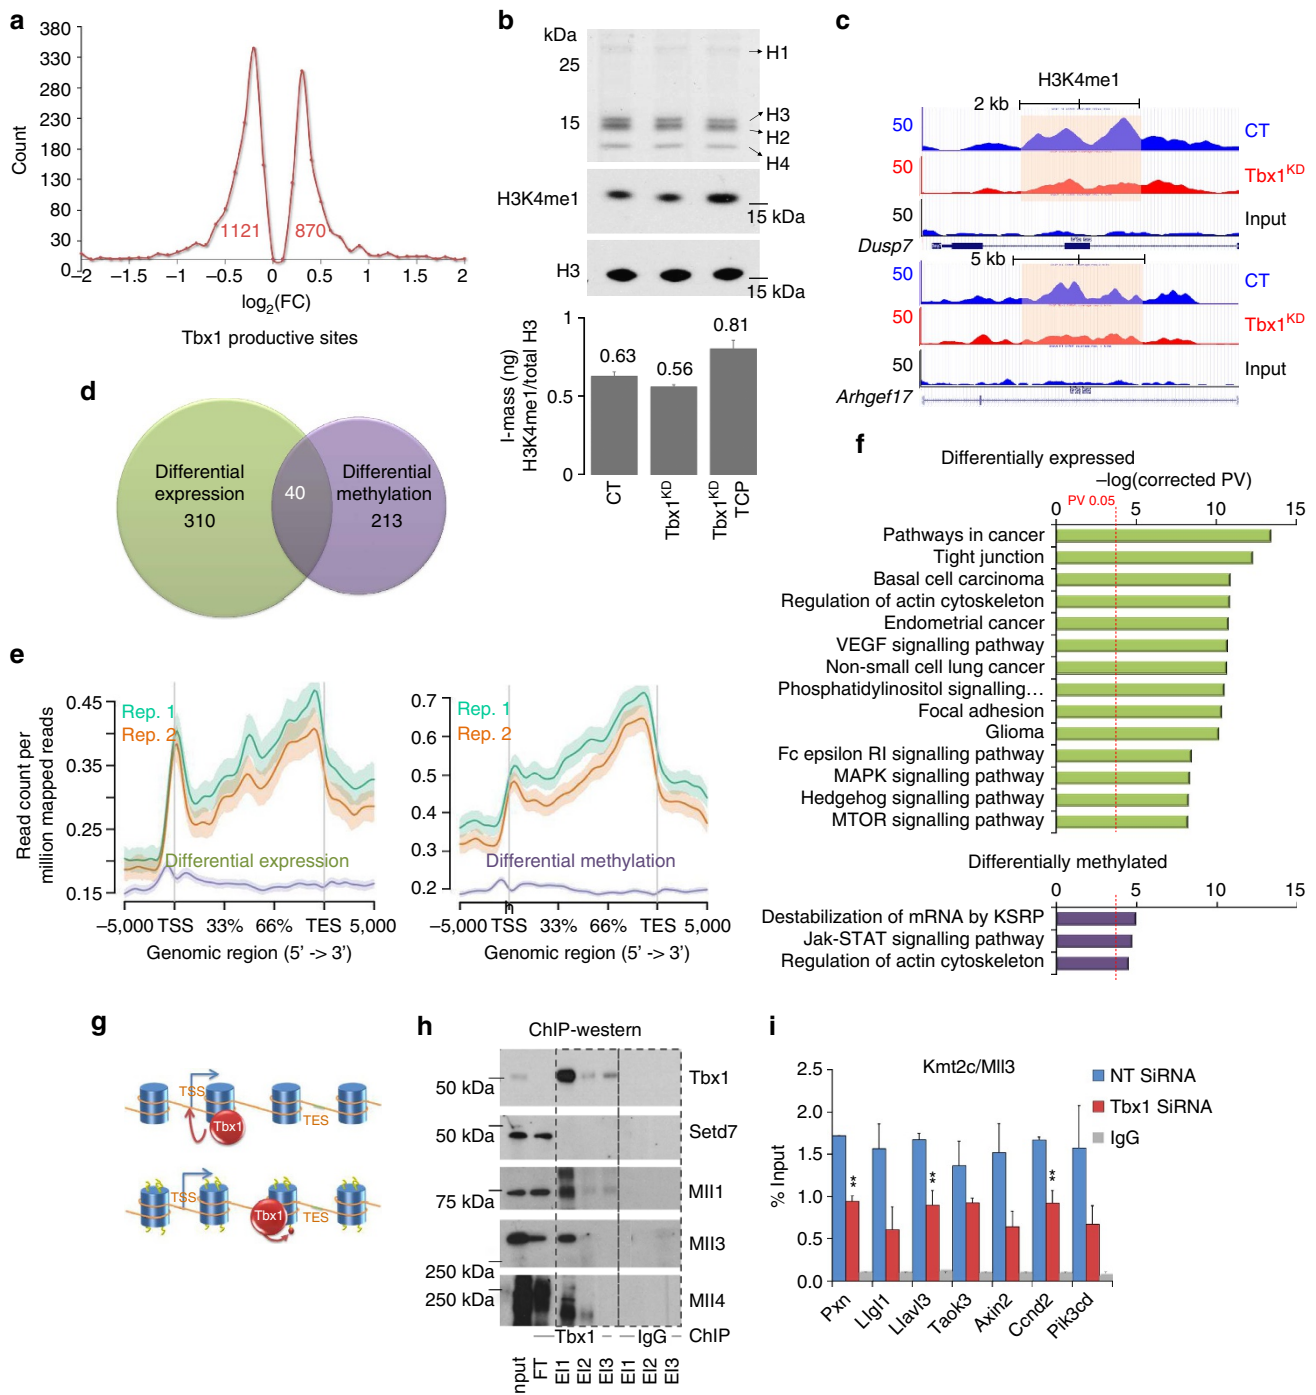 a
380
330
280
230
180
130
80
30
0
Count
1121
870
–2
–1.5
–1
–0.5
0
0.5
1
1.5
2
log2(FC)
Tbx1 productive sites
b
kDa
25
15
H1
H3
H2
H4
H3K4me1
15 kDa
H3
15 kDa
1
0.5
0
I-mass (ng)
H3K4me1/total H3
0.63
0.56
0.81
CT
Tbx1KD
Tbx1KD
TCP
c
H3K4me1
2 kb
50
CT
50
Tbx1KD
50
Input
Dusp7
5 kb
50
CT
50
Tbx1KD
50
Input
Arhgef17
d
Differential
expression
310
40
Differential
methylation
213
e
Read count per
million mapped reads
0.45
0.35
0.25
0.15
Rep. 1
Rep. 2
Differential expression
–5,000 TSS 33% 66% TES 5,000
Genomic region (5' -> 3')
0.7
0.6
0.5
0.4
0.3
0.2
Rep. 1
Rep. 2
Differential methylation
–5,000 TSS 33% 66% TES 5,000
Genomic region (5' -> 3')
f
Differentially expressed
–log(corrected PV)
PV 0.05
0 5 10 15
Pathways in cancer
Tight junction
Basal cell carcinoma
Regulation of actin cytoskeleton
Endometrial cancer
VEGF signalling pathway
Non-small cell lung cancer
Phosphatidylinositol signalling...
Focal adhesion
Glioma
Fc epsilon RI signalling pathway
MAPK signalling pathway
Hedgehog signalling pathway
MTOR signalling pathway
Differentially methylated
0 5 10 15
Destabilization of mRNA by KSRP
Jak-STAT signalling pathway
Regulation of actin cytoskeleton
g
TSS
Tbx1
TES
TSS
Tbx1
TES
h
ChIP-western
50 kDa
Tbx1
50 kDa
Setd7
75 kDa
Mll1
250 kDa
Mll3
250 kDa
Mll4
Tbx1
IgG
ChIP
nput
FT
El1
El2
El3
El1
El2
El3
i
Kmt2c/Mll3
2.5
2.0
1.5
1.0
0.5
0.0
% Input
NT SiRNA
Tbx1 SiRNA
IgG
**
**
**
Pxn
Llgl1
Llavl3
Taok3
Axin2
Ccnd2
Pik3cd